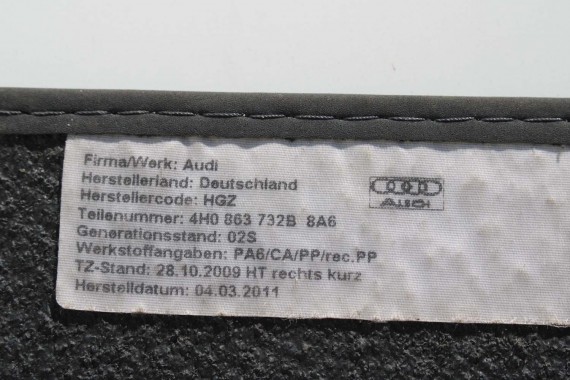 Firma/Werk: Audi
Herstellerland: Deutschland
Herstellercode: HGZ
Teilenummer: 4H0 863 732B 8A6
Generationsstand: 02S
Werkstoffangaben: PA6/CA/PP/rec.PP
TZ-Stand: 28.10.2009 HT rechts kurz
Herstelldatum: 04.03.2011
Audi